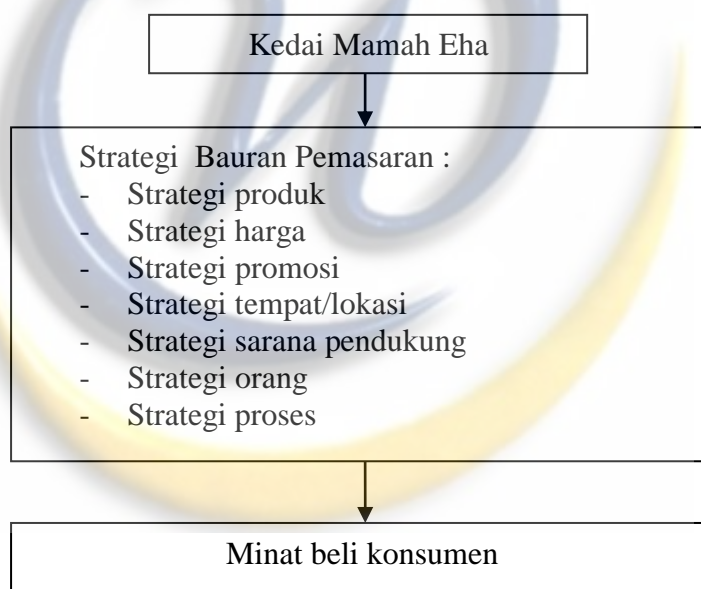 Kedai Mamah Eha
Strategi Bauran Pemasaran :
- Strategi produk
- Strategi harga
- Strategi promosi
- Strategi tempat/lokasi
- Strategi sarana pendukung
- Strategi orang
- Strategi proses
Minat beli konsumen